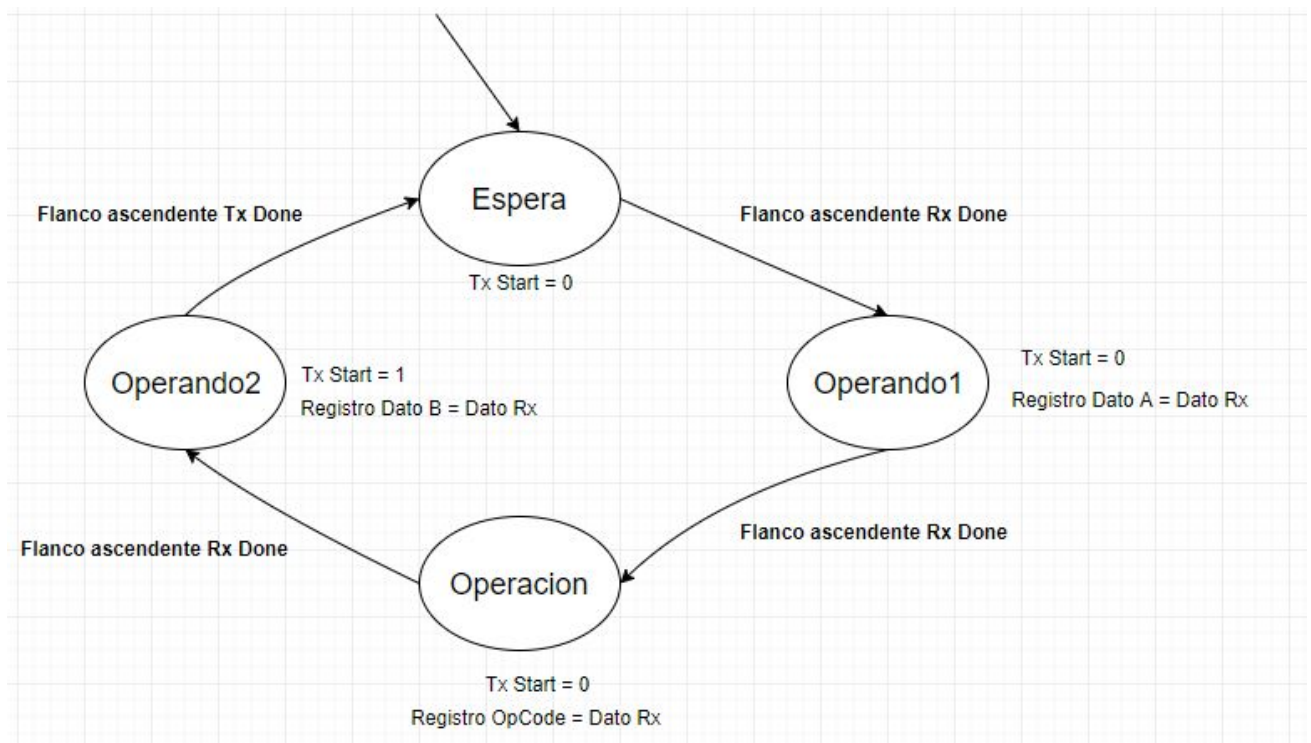 Espera
Tx Start = 0
Flanco ascendente Tx Done
Flanco ascendente Rx Done
Operando2
Tx Start = 1
Registro Dato B = Dato Rx
Operando1
Tx Start = 0
Registro Dato A = Dato Rx
Flanco ascendente Rx Done
Flanco ascendente Rx Done
Operacion
Tx Start = 0
Registro OpCode = Dato Rx